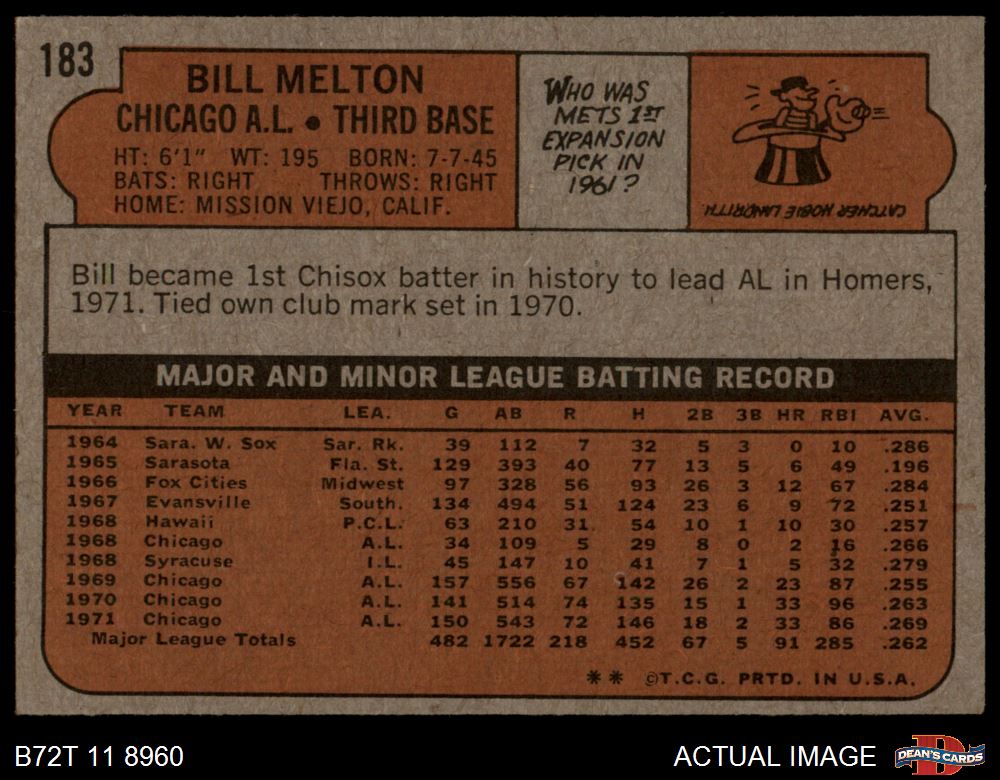 183
BILL MELTON
CHICAGO A.L. • THIRD BASE
HT: 6'1" WT: 195 BORN: 7-7-45
BATS: RIGHT THROWS: RIGHT
HOME: MISSION VIEJO, CALIF.
WHO WAS
METS 1ST
EXPANSION
PICK IN
1961?
CATCHER HOBIE LANDRITH
Bill became 1st Chisox batter in history to lead AL in Homers,
1971. Tied own club mark set in 1970.
MAJOR AND MINOR LEAGUE BATTING RECORD
YEAR TEAM LEA. G AB R H 2B 3B HR RBI AVG.
1964 Sara. W. Sox Sar. Rk. 39 112 7 32 5 3 0 10 .286
1965 Sarasota Fla. St. 129 393 40 77 13 5 6 49 .196
1966 Fox Cities Midwest 97 328 56 93 26 3 12 67 .284
1967 Evansville South. 134 494 51 124 23 6 9 72 .251
1968 Hawaii P.C.L. 63 210 31 54 10 1 10 30 .257
1968 Chicago A.L. 34 109 5 29 8 0 2 16 .266
1968 Syracuse I.L. 45 147 10 41 7 1 5 32 .279
1969 Chicago A.L. 157 556 67 142 26 2 23 87 .255
1970 Chicago A.L. 141 514 74 135 15 1 33 96 .263
1971 Chicago A.L. 150 543 72 146 18 2 33 86 .269
Major League Totals 482 1722 218 452 67 5 91 285 .262
** ©T.C.G. PRTD. IN U.S.A.
B72T 11 8960
ACTUAL IMAGE
DEAN'S CARDS